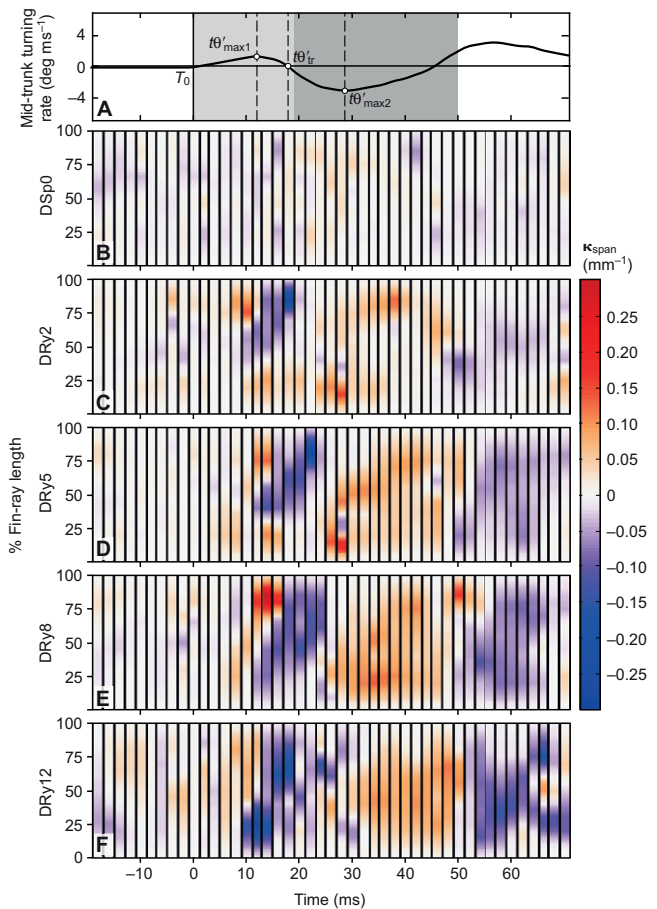 Mid-trunk turning
rate (deg ms⁻¹)
4
0
−4
T₀
tθ′max1
tθ′tr
tθ′max2
A
DSp0
100
75
50
25
B
DRy2
100
75
50
25
C
% Fin-ray length
DRy5
100
75
50
25
D
DRy8
100
75
50
25
E
DRy12
100
75
50
25
0
F
−10
0
10
20
30
40
50
60
Time (ms)
κspan
(mm⁻¹)
0.25
0.20
0.15
0.10
0.05
0
−0.05
−0.10
−0.15
−0.20
−0.25